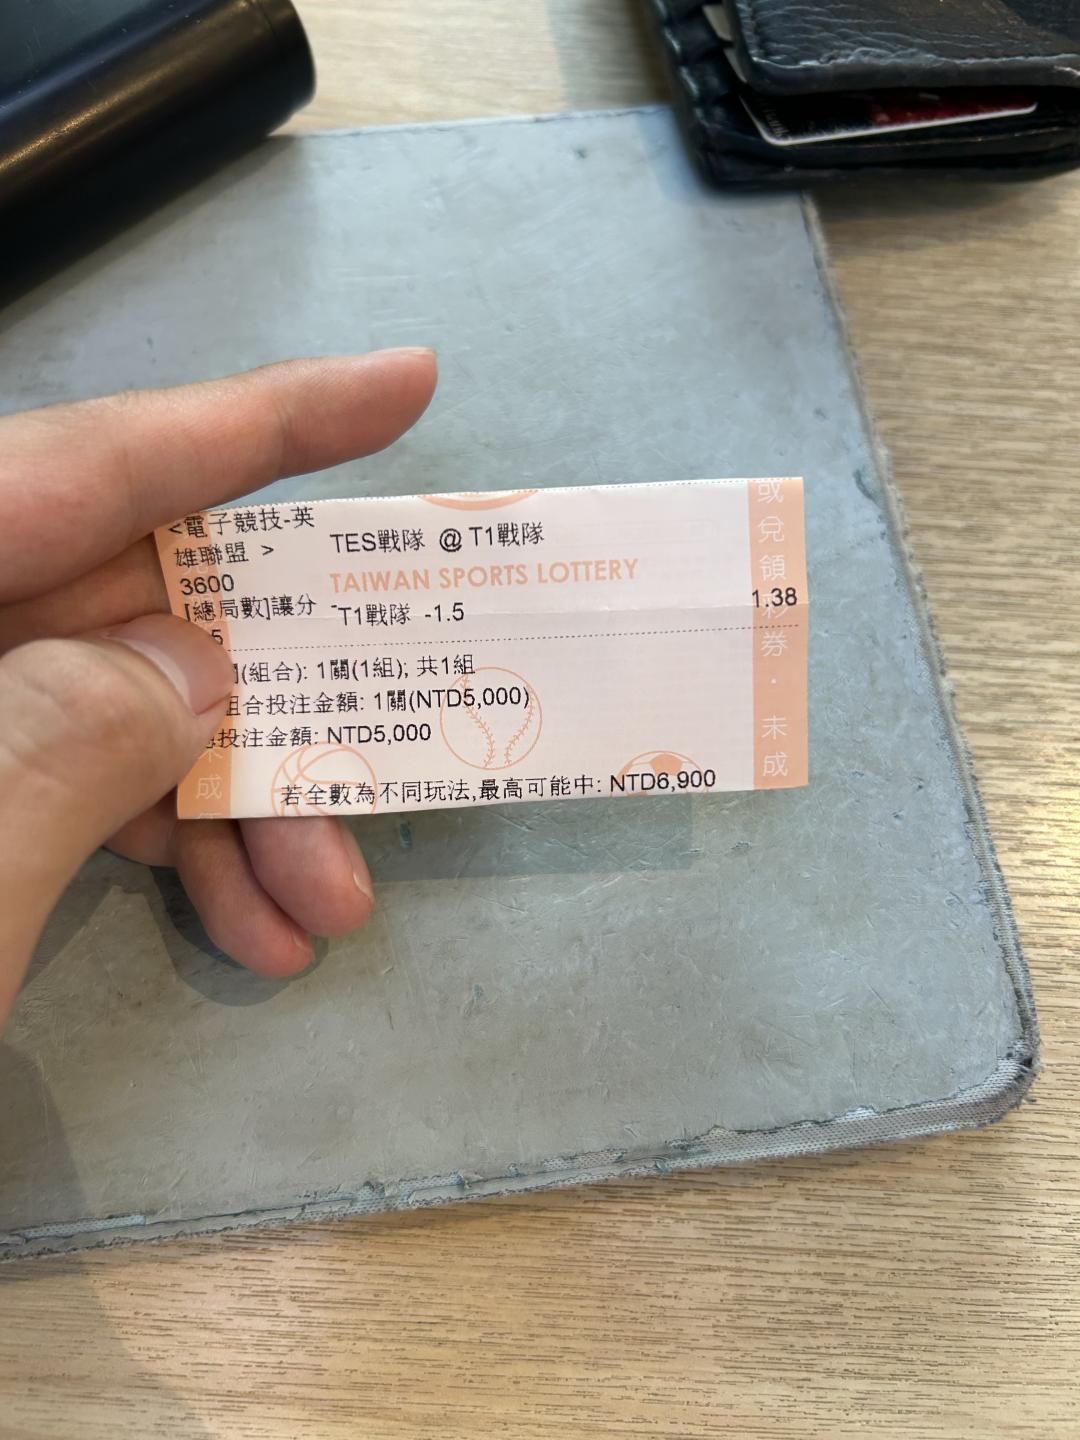 <電子競技-英
雄聯盟 >
TES戰隊 @ T1戰隊
3600
TAIWAN SPORTS LOTTERY
[總局數]讓分 -
T1戰隊 -1.5
1.38
5
(組合): 1關(1組); 共1組
組合投注金額: 1關(NTD5,000)
投注金額: NTD5,000
若全數為不同玩法,最高可能中: NTD6,900
或兌領彩券．未成
未成